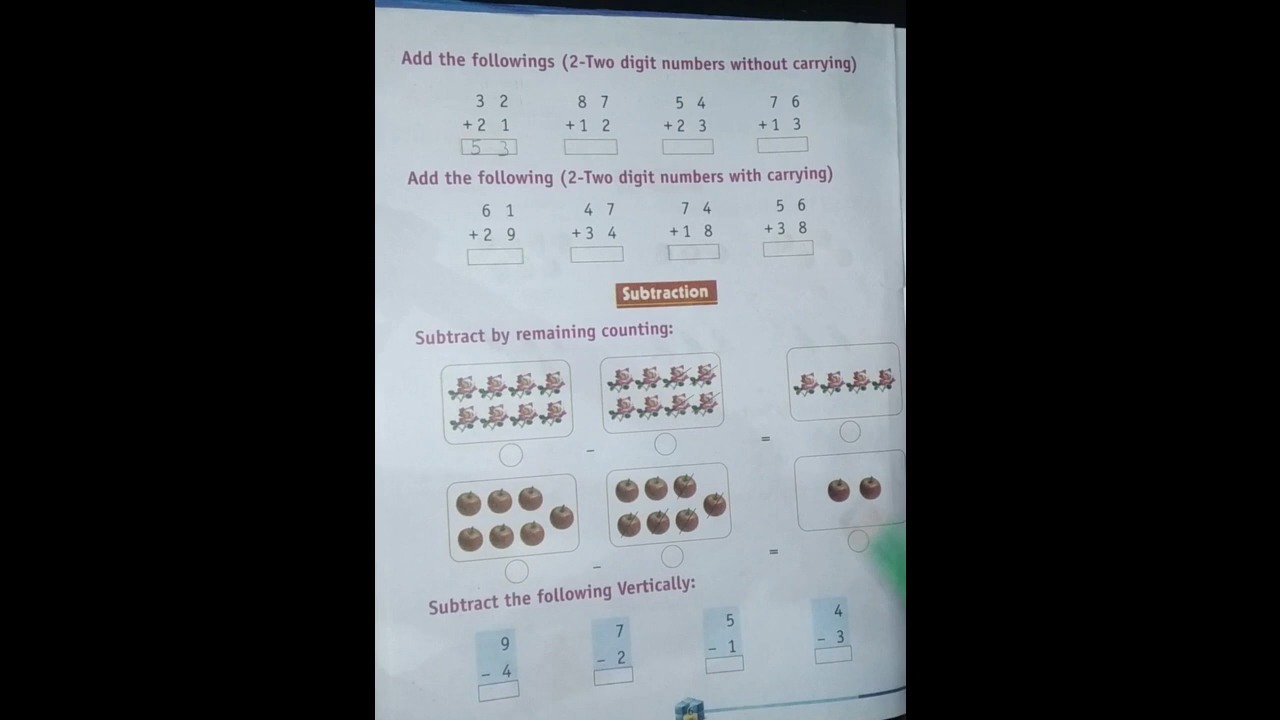 Add the followings (2-Two digit numbers without carrying)
3 2 8 7 5 4 7 6
+2 1 +1 2 +2 3 +1 3
5 3
Add the following (2-Two digit numbers with carrying)
6 1 4 7 7 4 5 6
+2 9 +3 4 +1 8 +3 8
Subtraction
Subtract by remaining counting:
- =
- =
Subtract the following Vertically:
9 7 5 4
- 4 - 2 - 1 - 3